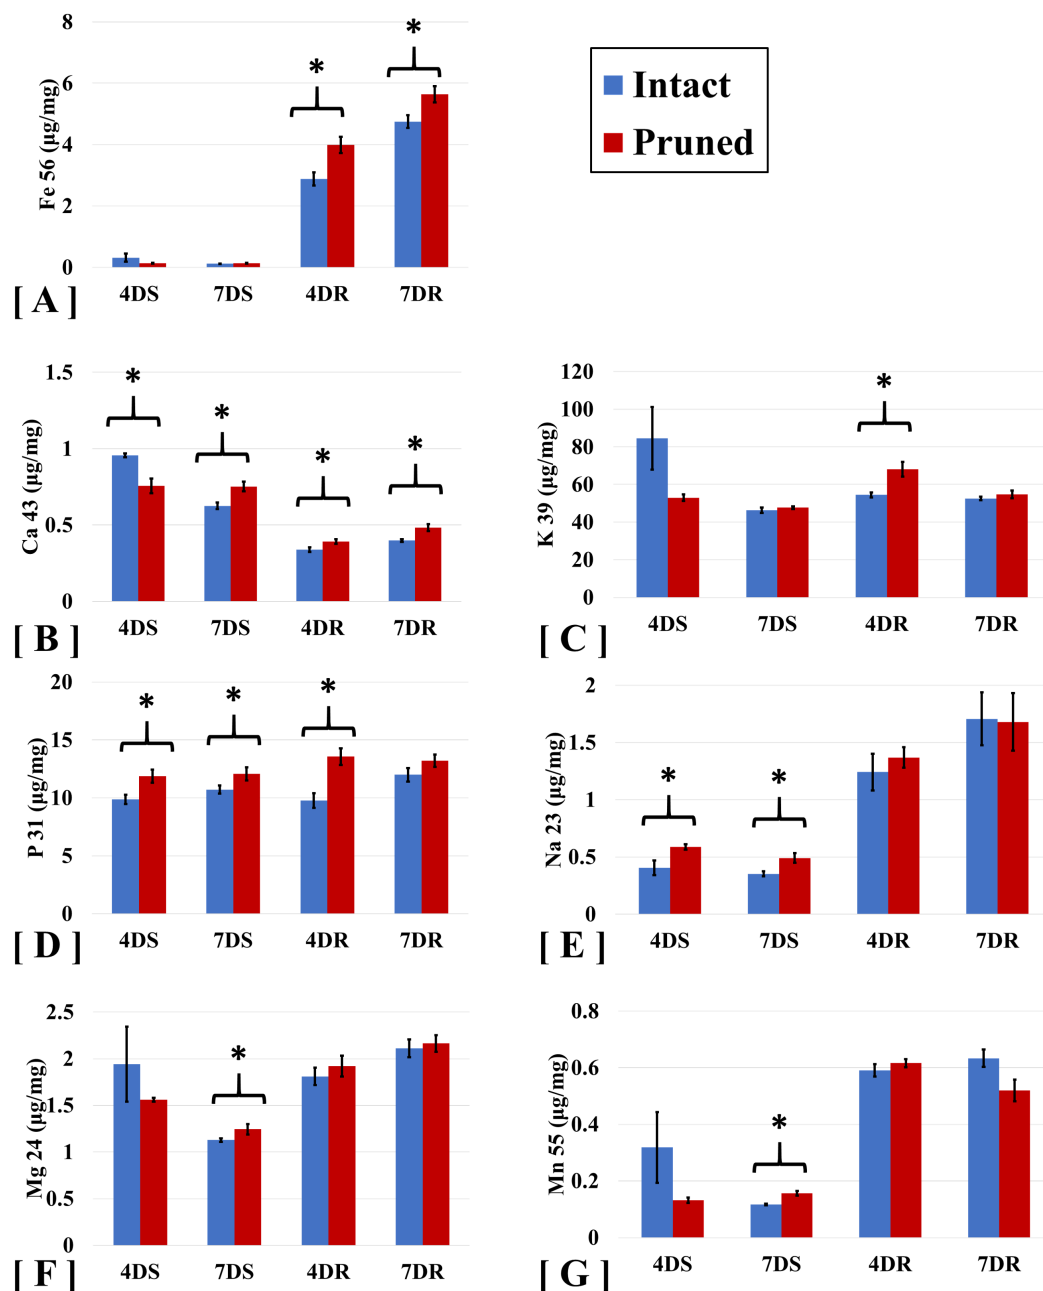 8
6
4
2
0
Fe 56 (µg/mg)
* *
4DS 7DS 4DR 7DR
[ A ]
Intact
Pruned
1.5
1
0.5
0
Ca 43 (µg/mg)
* * * *
4DS 7DS 4DR 7DR
[ B ]
120
100
80
60
40
20
0
K 39 (µg/mg)
*
4DS 7DS 4DR 7DR
[ C ]
20
15
10
5
0
P 31 (µg/mg)
* * *
4DS 7DS 4DR 7DR
[ D ]
2
1.5
1
0.5
0
Na 23 (µg/mg)
* *
4DS 7DS 4DR 7DR
[ E ]
2.5
2
1.5
1
0.5
0
Mg 24 (µg/mg)
*
4DS 7DS 4DR 7DR
[ F ]
0.8
0.6
0.4
0.2
0
Mn 55 (µg/mg)
*
4DS 7DS 4DR 7DR
[ G ]